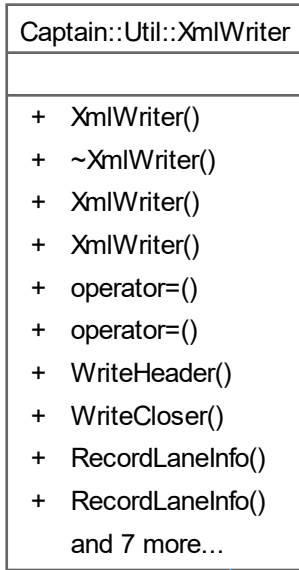 Captain::Util::XmlWriter
+ XmlWriter()
+ ~XmlWriter()
+ XmlWriter()
+ XmlWriter()
+ operator=()
+ operator=()
+ WriteHeader()
+ WriteCloser()
+ RecordLaneInfo()
+ RecordLaneInfo()
and 7 more...